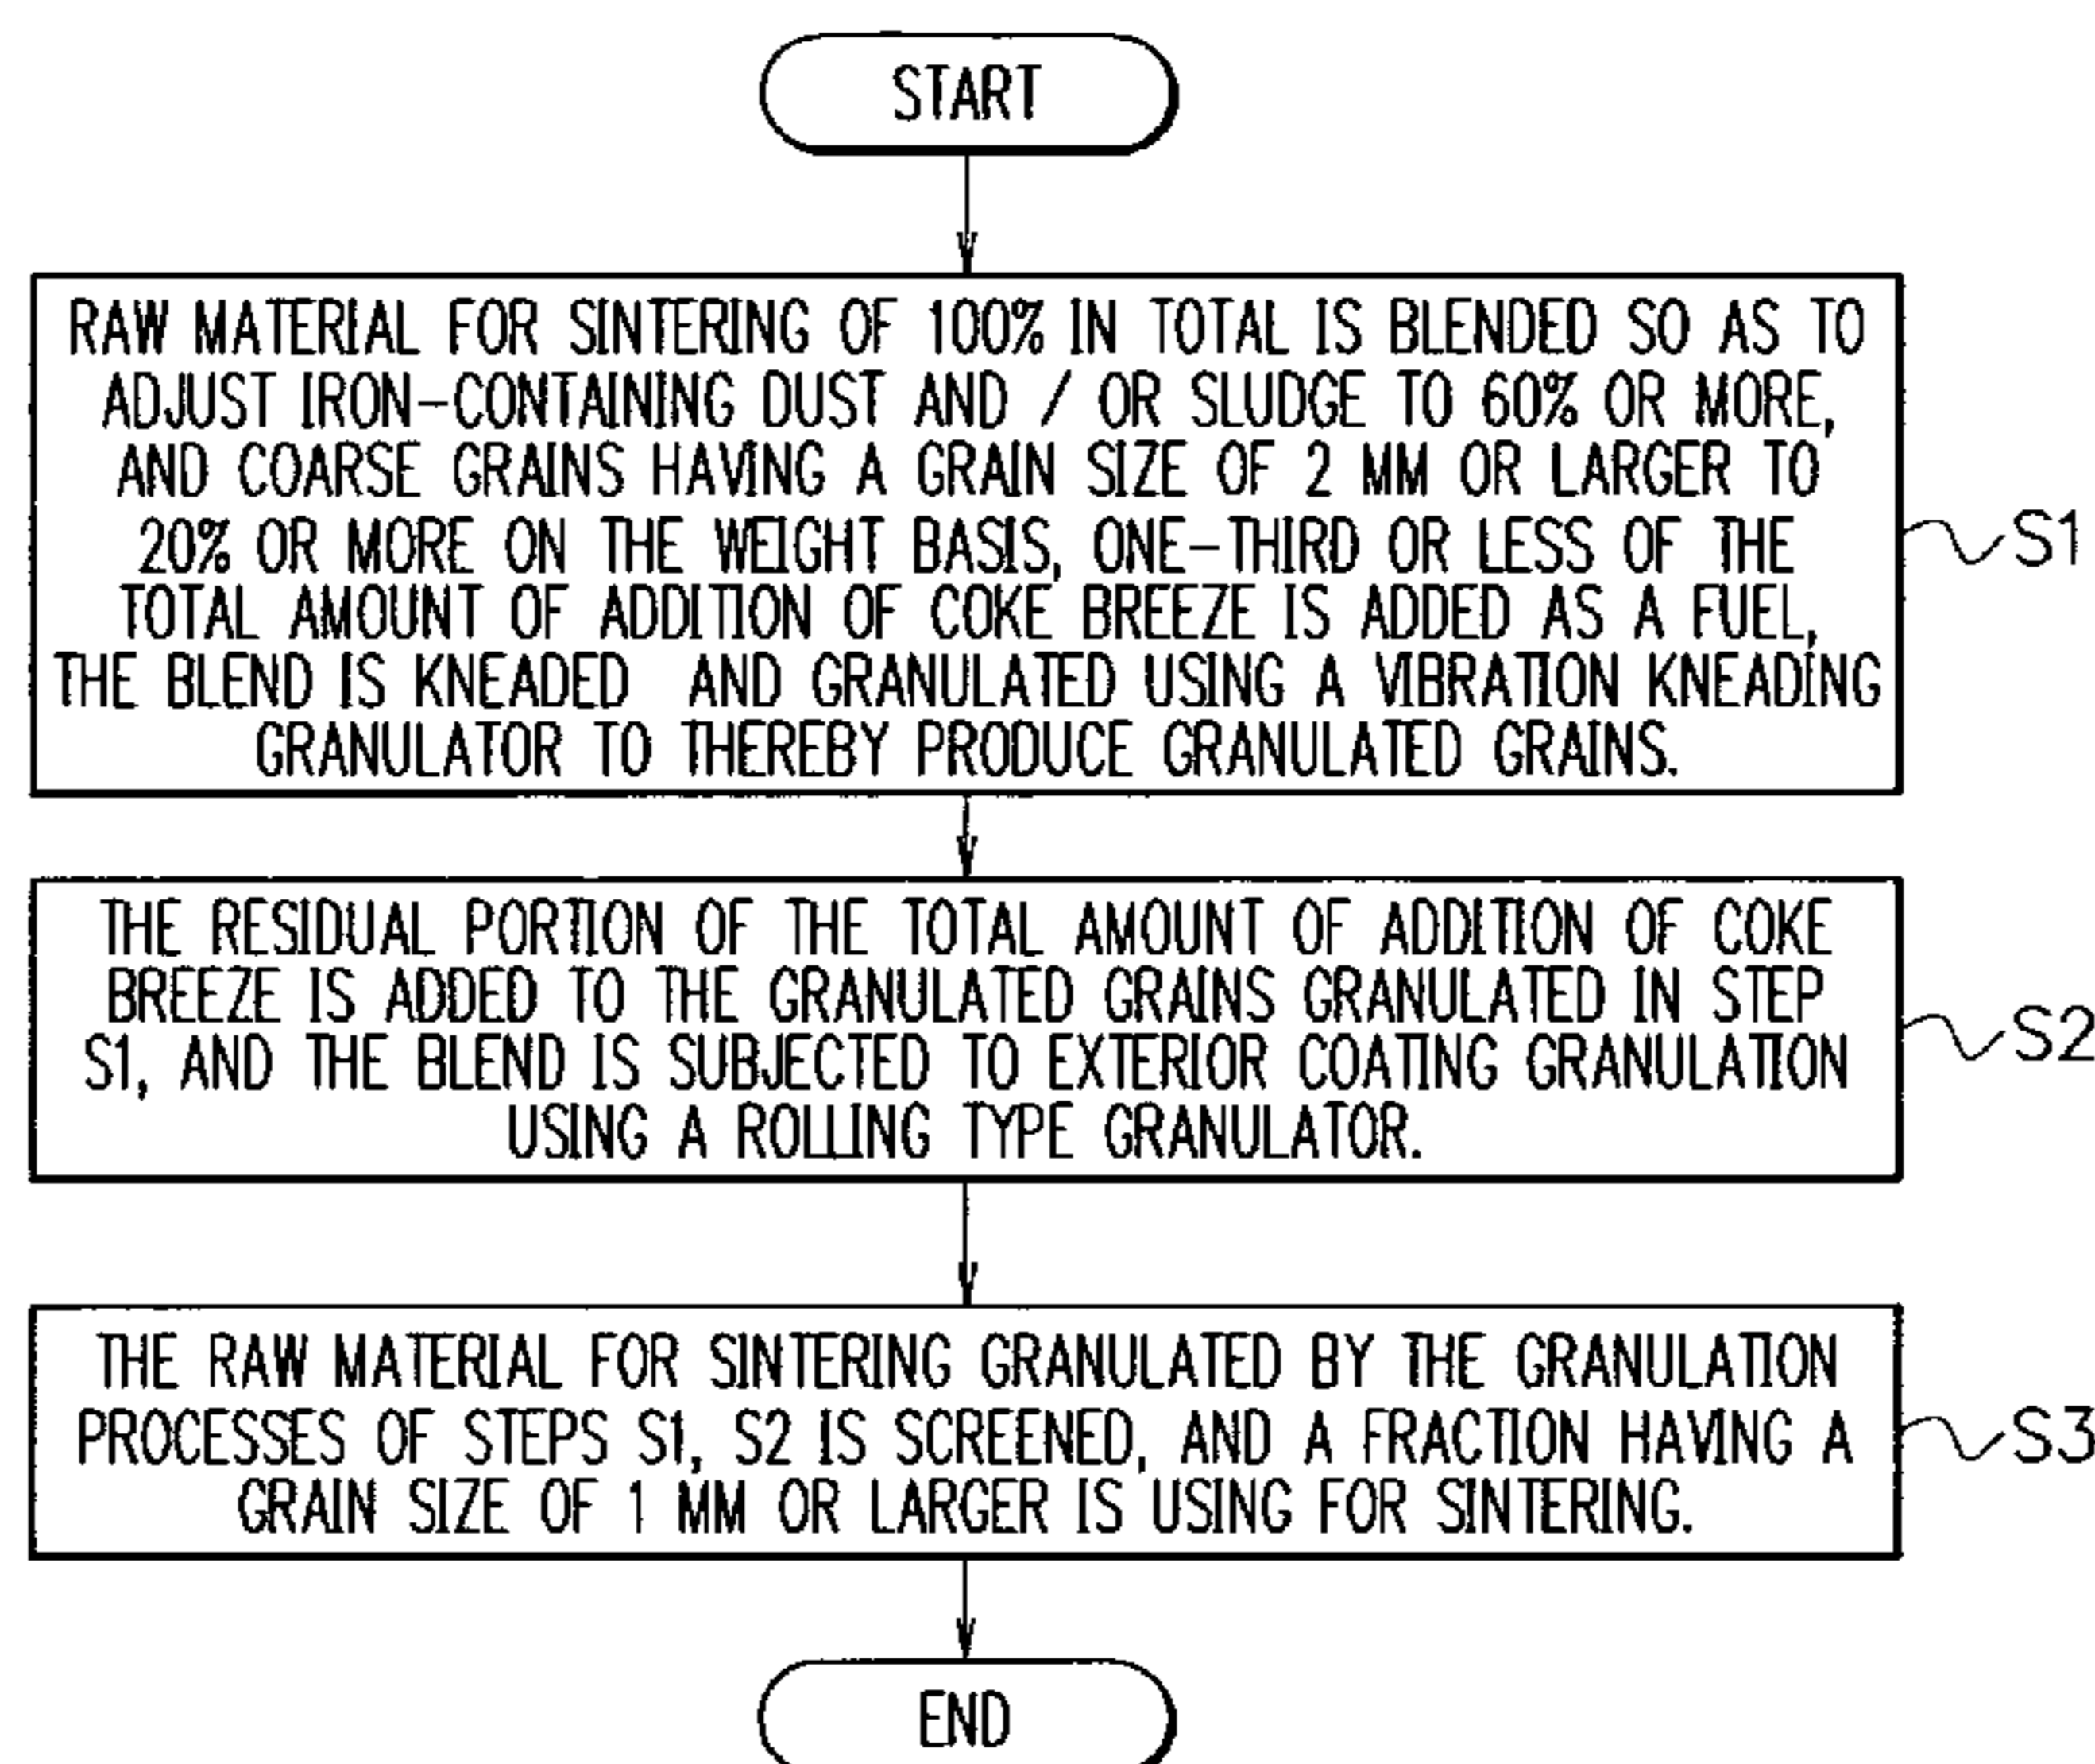 START
RAW MATERIAL FOR SINTERING OF 100% IN TOTAL IS BLENDED SO AS TO
ADJUST IRON-CONTAINING DUST AND / OR SLUDGE TO 60% OR MORE,
AND COARSE GRAINS HAVING A GRAIN SIZE OF 2 MM OR LARGER TO
20% OR MORE ON THE WEIGHT BASIS, ONE-THIRD OR LESS OF THE
TOTAL AMOUNT OF ADDITION OF COKE BREEZE IS ADDED AS A FUEL,
THE BLEND IS KNEADED AND GRANULATED USING A VIBRATION KNEADING
GRANULATOR TO THEREBY PRODUCE GRANULATED GRAINS.
S1
THE RESIDUAL PORTION OF THE TOTAL AMOUNT OF ADDITION OF COKE
BREEZE IS ADDED TO THE GRANULATED GRAINS GRANULATED IN STEP
S1, AND THE BLEND IS SUBJECTED TO EXTERIOR COATING GRANULATION
USING A ROLLING TYPE GRANULATOR.
S2
THE RAW MATERIAL FOR SINTERING GRANULATED BY THE GRANULATION
PROCESSES OF STEPS S1, S2 IS SCREENED, AND A FRACTION HAVING A
GRAIN SIZE OF 1 MM OR LARGER IS USING FOR SINTERING.
S3
END